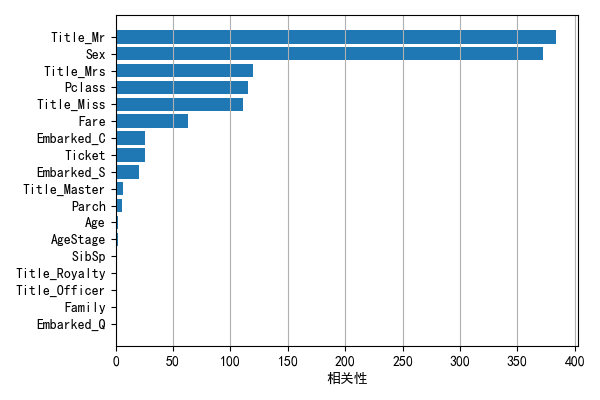 Title_Mr
Sex
Title_Mrs
Pclass
Title_Miss
Fare
Embarked_C
Ticket
Embarked_S
Title_Master
Parch
Age
AgeStage
SibSp
Title_Royalty
Title_Officer
Family
Embarked_Q
0 50 100 150 200 250 300 350 400
相关性